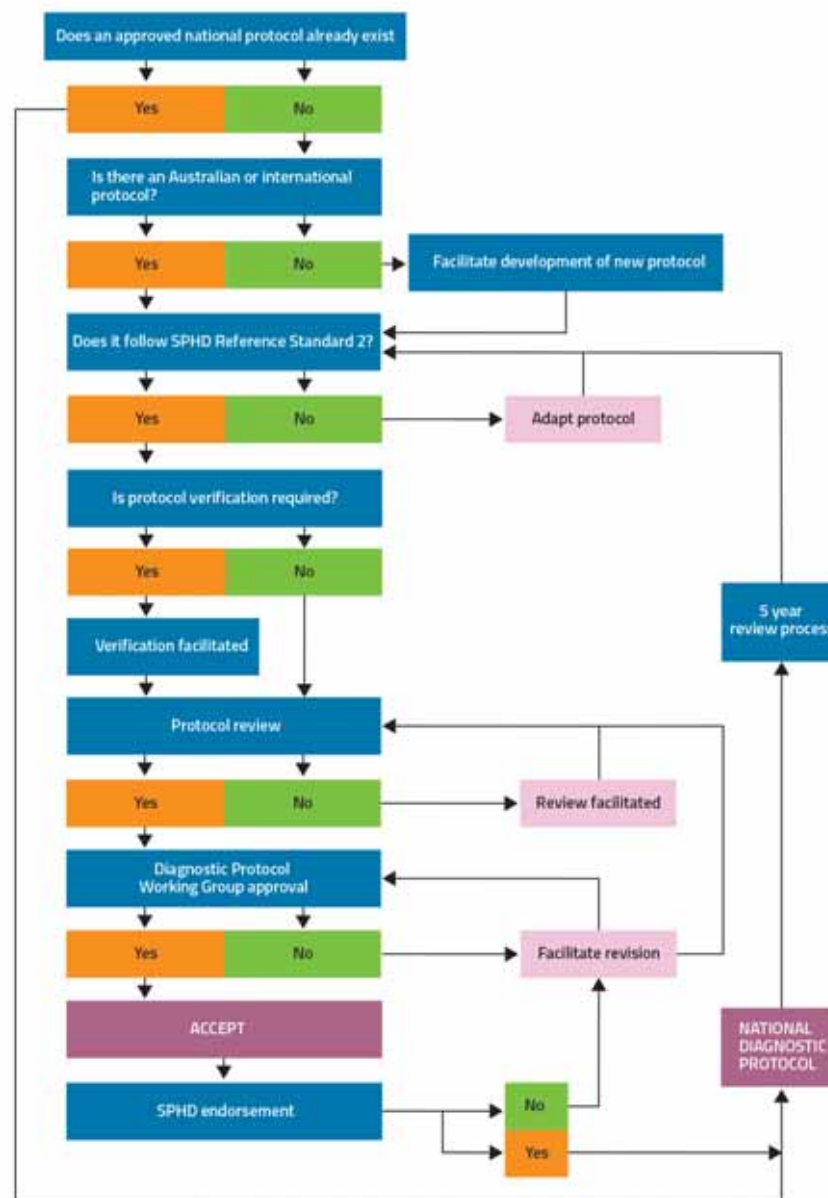 Does an approved national protocol already exist
Yes
No
Is there an Australian or international
protocol?
Yes
No
Facilitate development of new protocol
Does it follow SPHD Reference Standard 2?
Yes
No
Adapt protocol
Is protocol verification required?
Yes
No
5 year
review process
Verification facilitated
Protocol review
Yes
No
Review facilitated
Diagnostic Protocol
Working Group approval
Yes
No
Facilitate revision
ACCEPT
NATIONAL
DIAGNOSTIC
PROTOCOL
SPHD endorsement
No
Yes